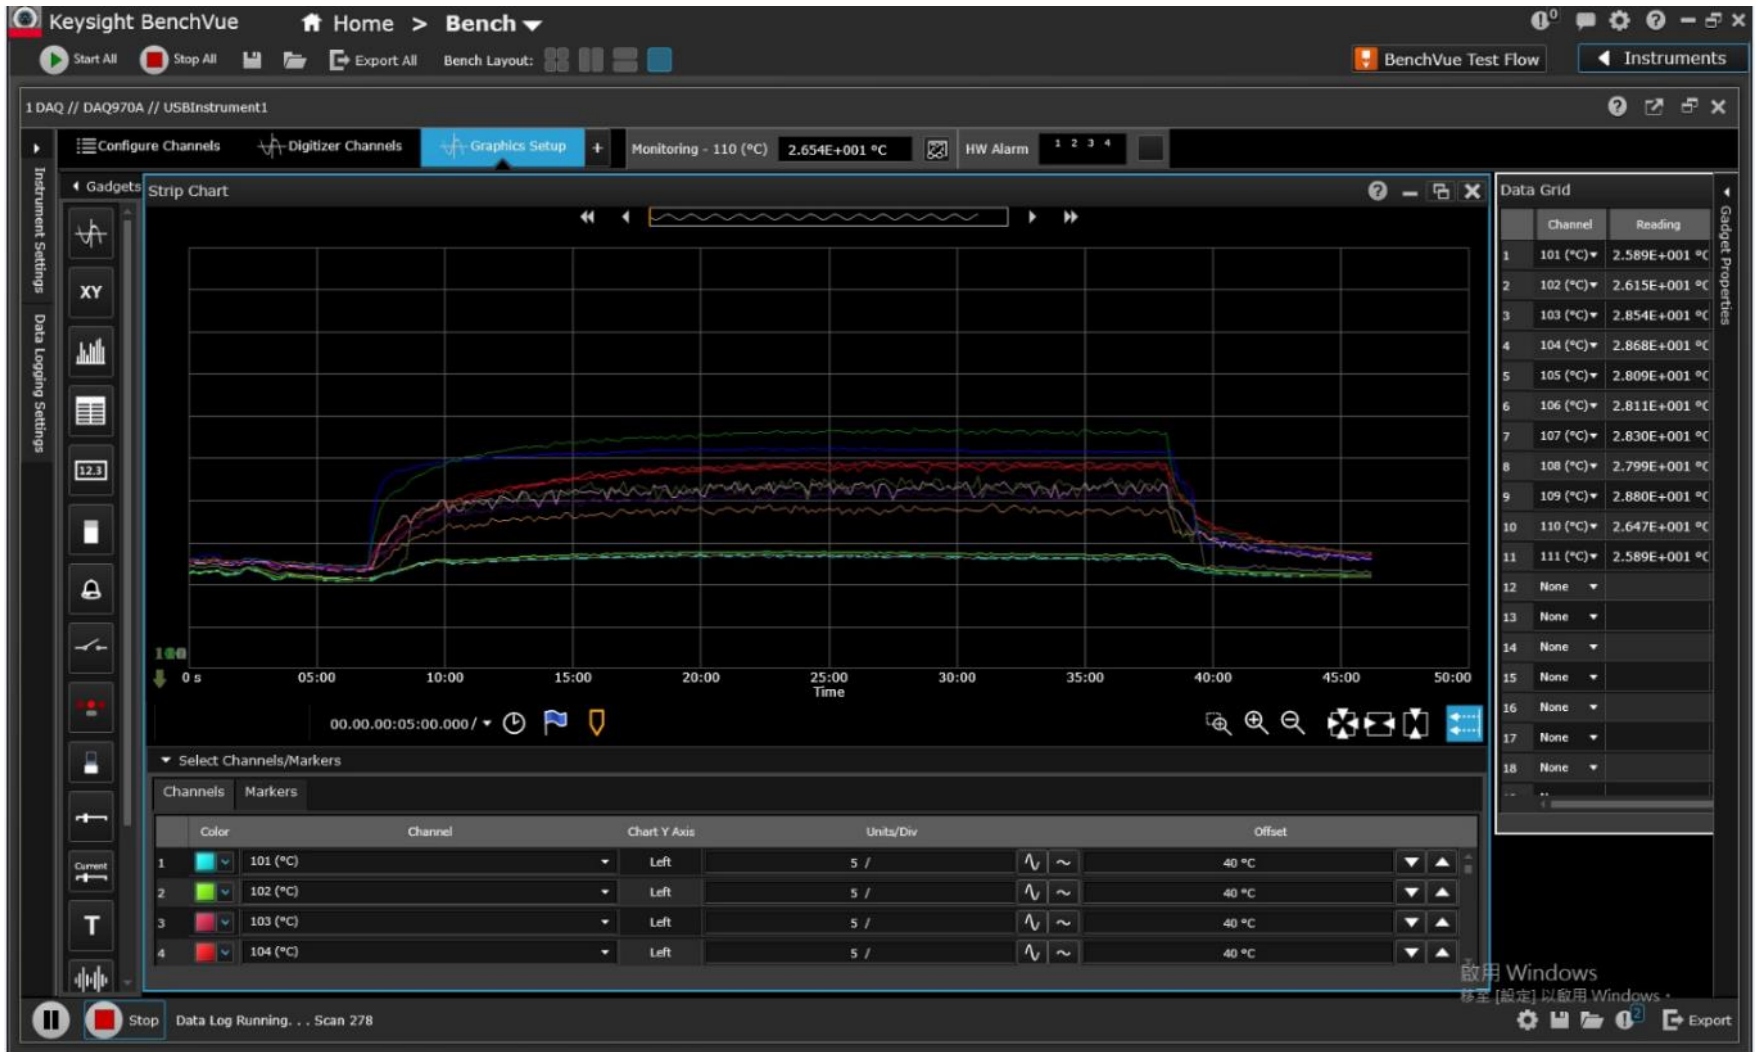 Keysight BenchVue Home > Bench
0
Start All Stop All Export All Bench Layout: BenchVue Test Flow Instruments
1 DAQ // DAQ970A // USBInstrument1
Configure Channels Digitizer Channels Graphics Setup + Monitoring - 110 (°C) 2.654E+001 °C HW Alarm 1 2 3 4
Instrument Settings
Data Logging Settings
Gadgets
XY
12.3
Current
T
Strip Chart
0 s 05:00 10:00 15:00 20:00 25:00 30:00 35:00 40:00 45:00 50:00
Time
00.00.00:05:00.000 /
Select Channels/Markers
Channels Markers
Color Channel Chart Y Axis Units/Div Offset
1 101 (°C) Left 5 / 40 °C
2 102 (°C) Left 5 / 40 °C
3 103 (°C) Left 5 / 40 °C
4 104 (°C) Left 5 / 40 °C
Data Grid
Channel Reading
1 101 (°C) 2.589E+001 °C
2 102 (°C) 2.615E+001 °C
3 103 (°C) 2.854E+001 °C
4 104 (°C) 2.868E+001 °C
5 105 (°C) 2.809E+001 °C
6 106 (°C) 2.811E+001 °C
7 107 (°C) 2.830E+001 °C
8 108 (°C) 2.799E+001 °C
9 109 (°C) 2.880E+001 °C
10 110 (°C) 2.647E+001 °C
11 111 (°C) 2.589E+001 °C
12 None
13 None
14 None
15 None
16 None
17 None
18 None
Gadget Properties
啟用 Windows
移至 [設定] 以啟用 Windows。
Stop Data Log Running. . . Scan 278
2 Export